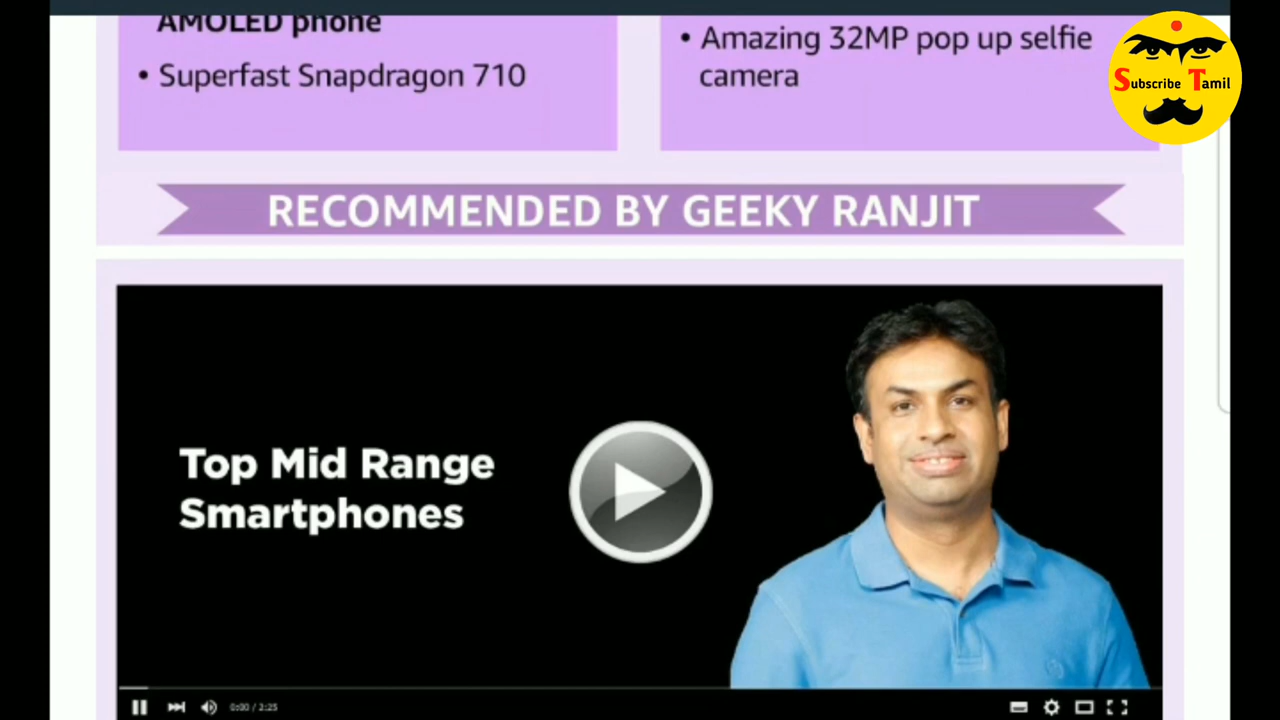 AMOLED phone
• Superfast Snapdragon 710
• Amazing 32MP pop up selfie
camera
Subscribe Tamil
RECOMMENDED BY GEEKY RANJIT
Top Mid Range
Smartphones
0:00 / 2:25